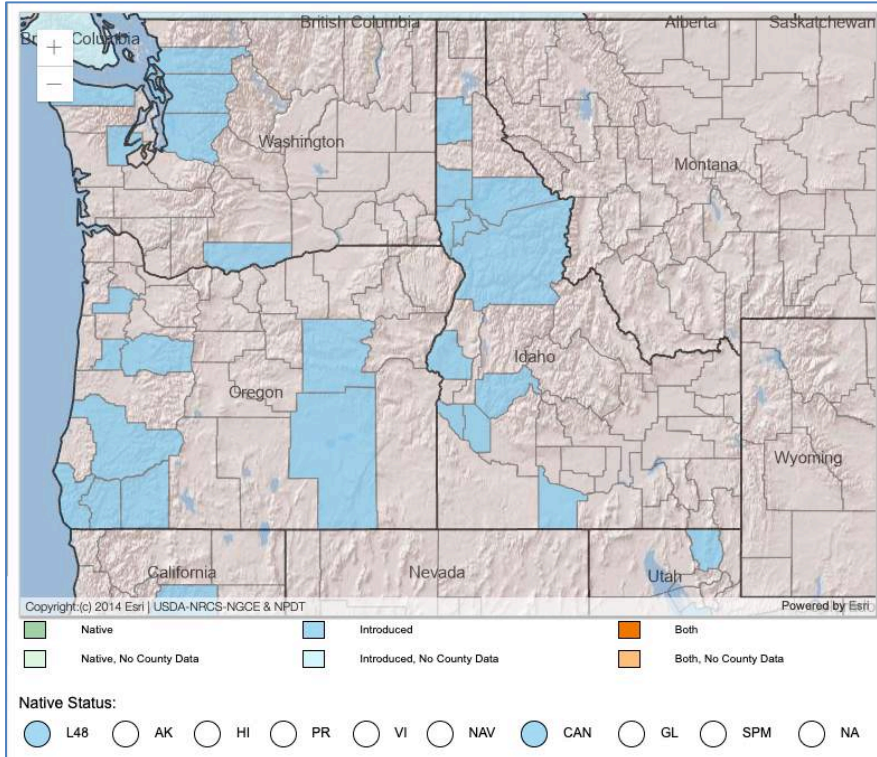 British Columbia
Alberta
Saskatchewan
+
−
Washington
Montana
Oregon
Idaho
Wyoming
California
Nevada
Utah
Copyright:(c) 2014 Esri | USDA-NRCS-NGCE & NPDT
Powered by Esri
Native
Introduced
Both
Native, No County Data
Introduced, No County Data
Both, No County Data
Native Status:
L48 AK HI PR VI NAV CAN GL SPM NA